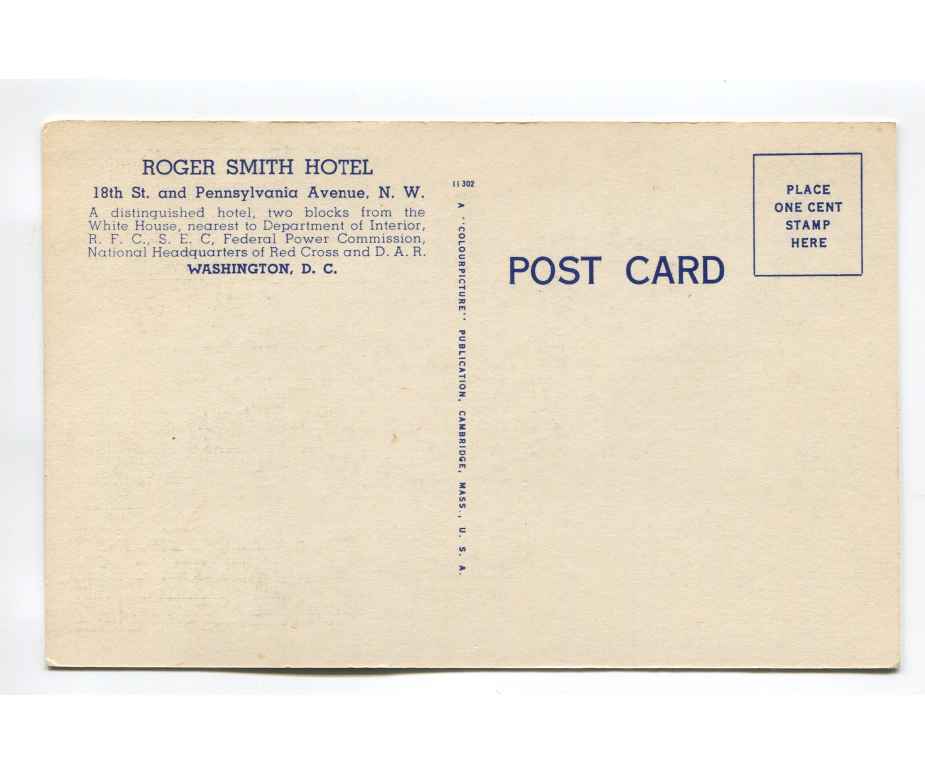 ROGER SMITH HOTEL
18th St. and Pennsylvania Avenue, N. W.
A distinguished hotel, two blocks from the
White House, nearest to Department of Interior,
R. F. C., S. E. C, Federal Power Commission,
National Headquarters of Red Cross and D. A. R.
WASHINGTON, D. C.
11302
A "COLOURPICTURE" PUBLICATION, CAMBRIDGE, MASS., U. S. A.
POST CARD
PLACE
ONE CENT
STAMP
HERE